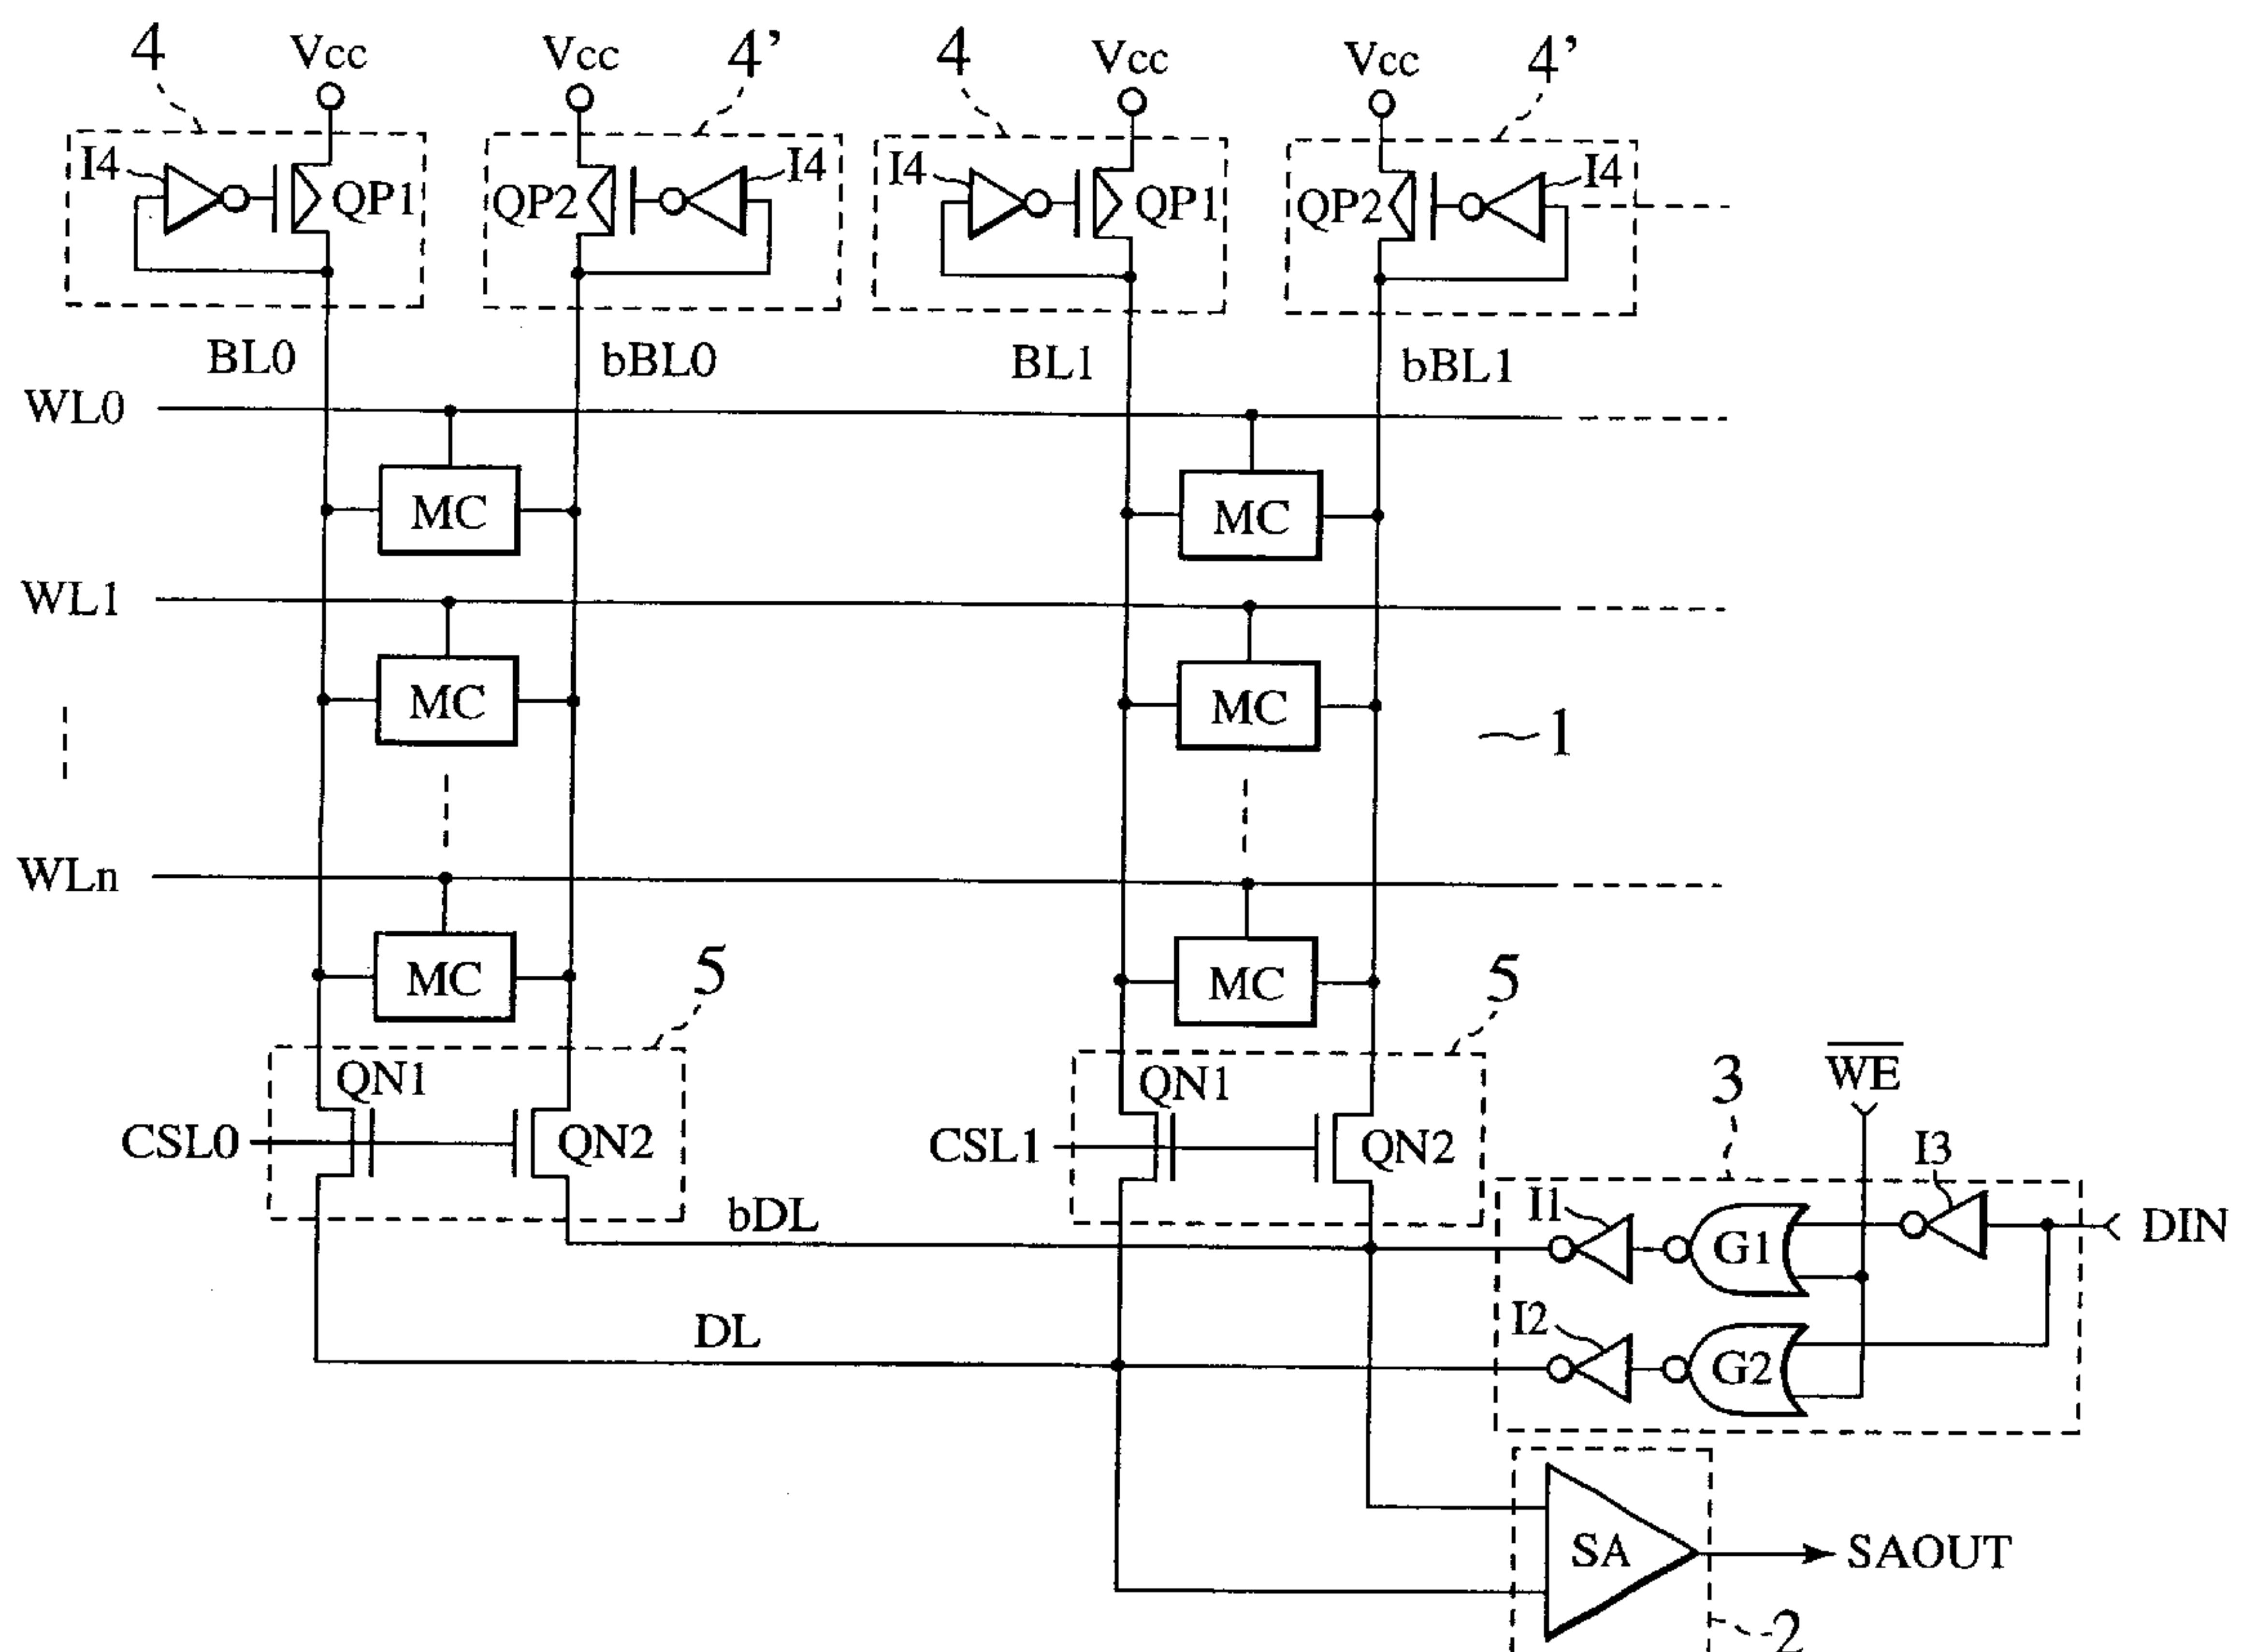 4 Vcc Vcc 4' 4 Vcc Vcc 4'
I4 QP1 QP2 I4 I4 QP1 QP2 I4
BL0 bBL0 BL1 bBL1
WL0
MC MC
WL1
MC MC
1
WLn
MC MC
5 5
QN1 QN1
3 WE
CSL0 QN2 CSL1 QN2
I3
bDL I1 G1 DIN
DL I2 G2
SA SAOUT
2